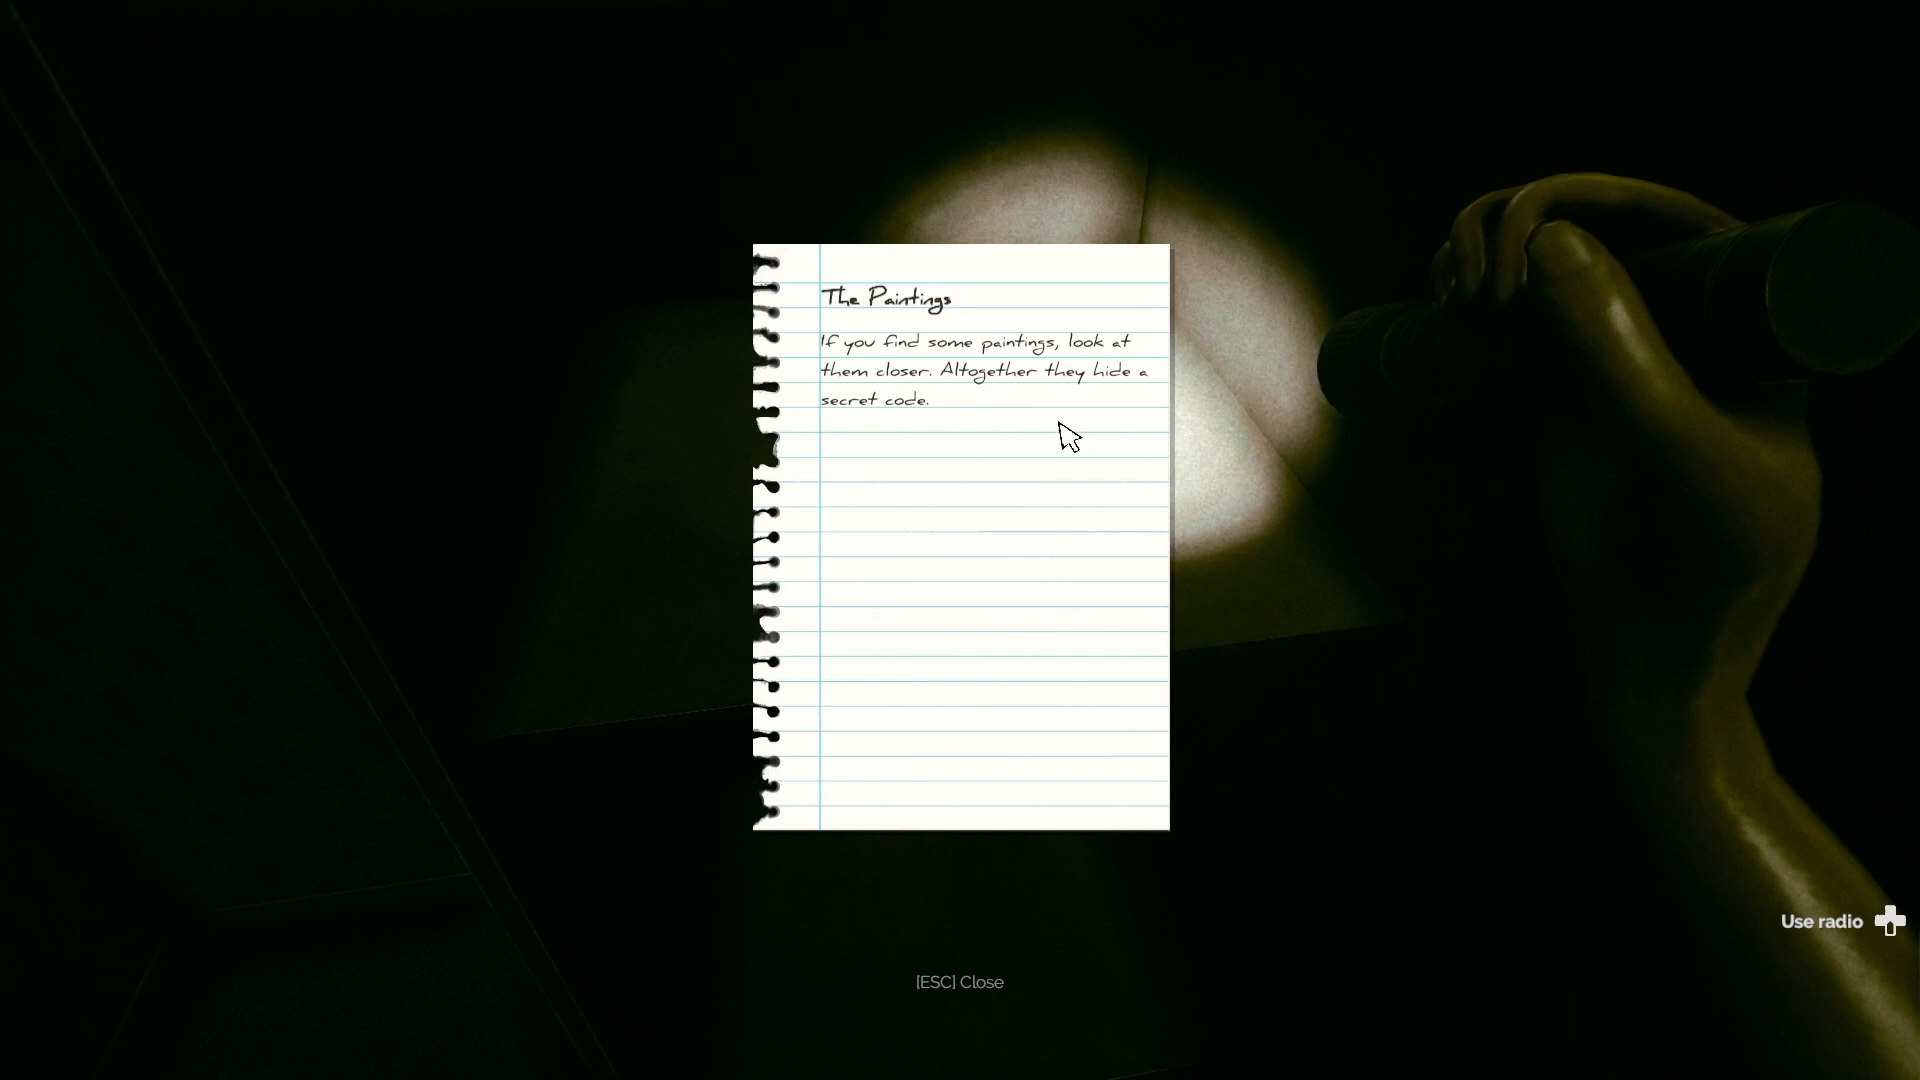 The Paintings
If you find some paintings, look at
them closer. Altogether they hide a
secret code.
Use radio
[ESC] Close